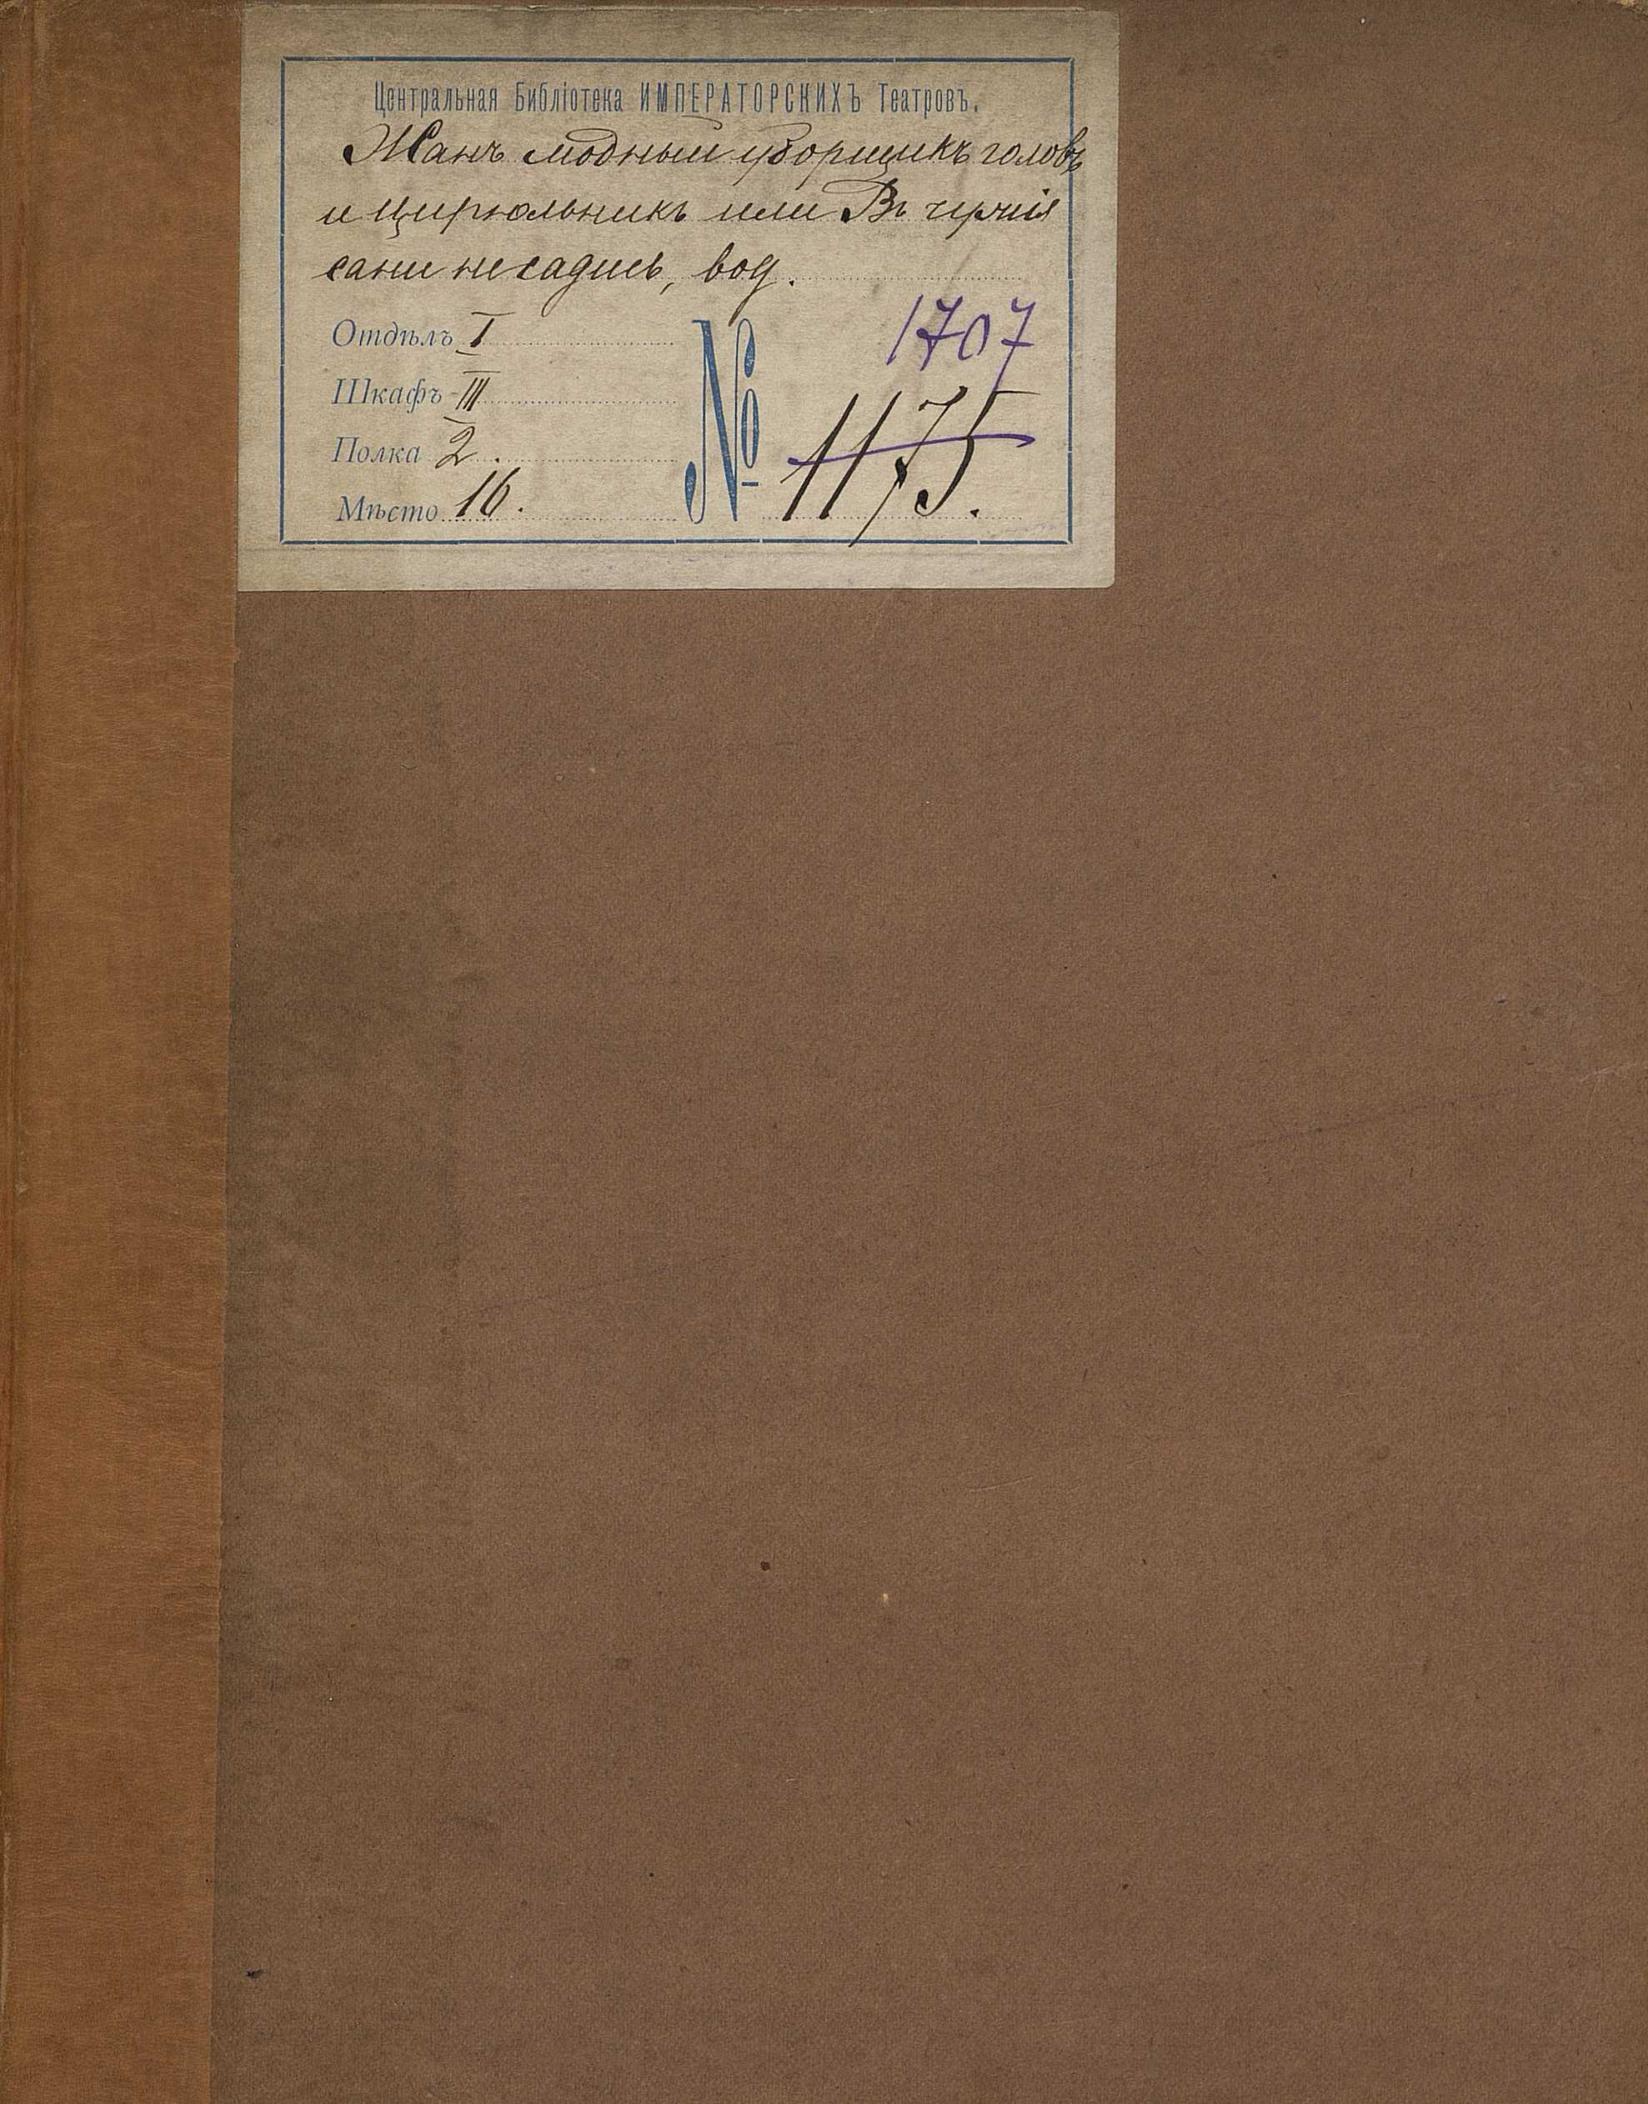 Центральная Библіотека ИМПЕРАТОРСКИХЪ Театровъ.
Жанъ модный уборщикъ головъ
и Цирюльникъ или Въ чужія
сани не садись, вод.
Отдѣлъ I
Шкафъ III
Полка 2.
Мѣсто 16.
№ 1707
1175.